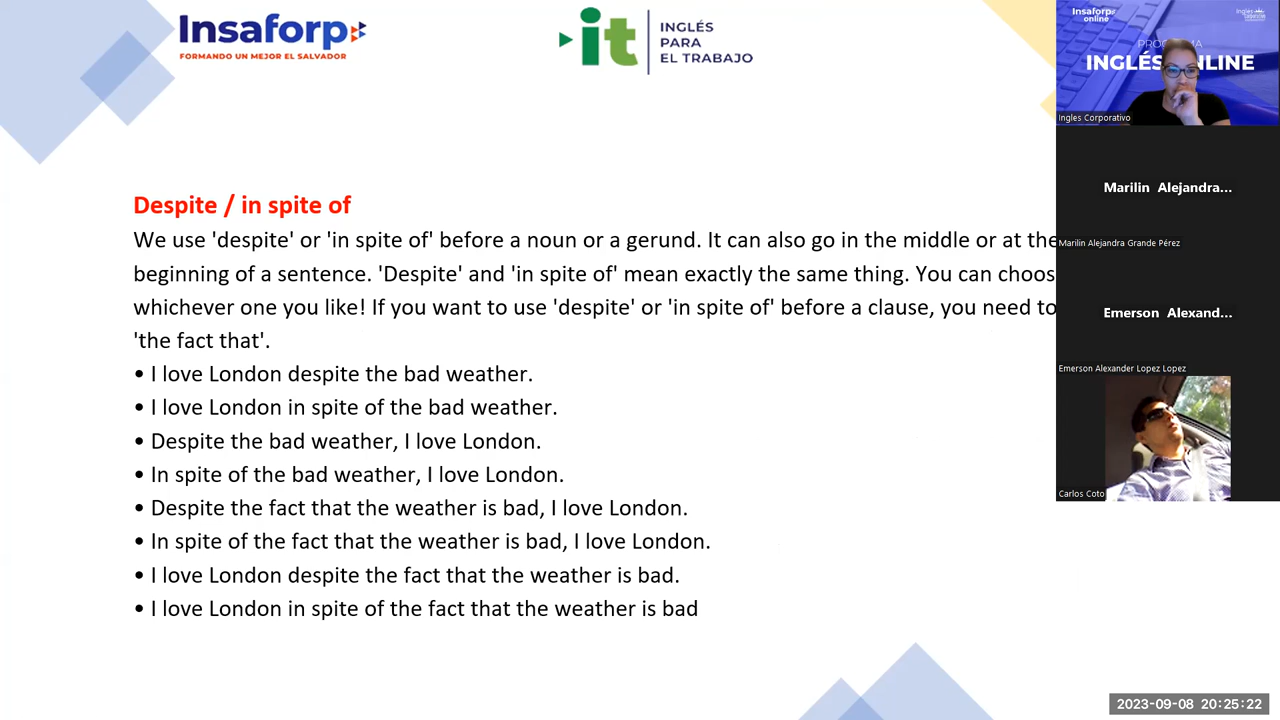 Insaforp
FORMANDO UN MEJOR EL SALVADOR
it
INGLÉS
PARA
EL TRABAJO
Despite / in spite of
We use 'despite' or 'in spite of' before a noun or a gerund. It can also go in the middle or at the
beginning of a sentence. 'Despite' and 'in spite of' mean exactly the same thing. You can choos
whichever one you like! If you want to use 'despite' or 'in spite of' before a clause, you need to
'the fact that'.
• I love London despite the bad weather.
• I love London in spite of the bad weather.
• Despite the bad weather, I love London.
• In spite of the bad weather, I love London.
• Despite the fact that the weather is bad, I love London.
• In spite of the fact that the weather is bad, I love London.
• I love London despite the fact that the weather is bad.
• I love London in spite of the fact that the weather is bad
Insaforp
online
INGLÉS ONLINE
Ingles Corporativo
Marilin Alejandra...
Marilin Alejandra Grande Pérez
Emerson Alexand...
Emerson Alexander Lopez Lopez
Carlos Coto
2023-09-08 20:25:22